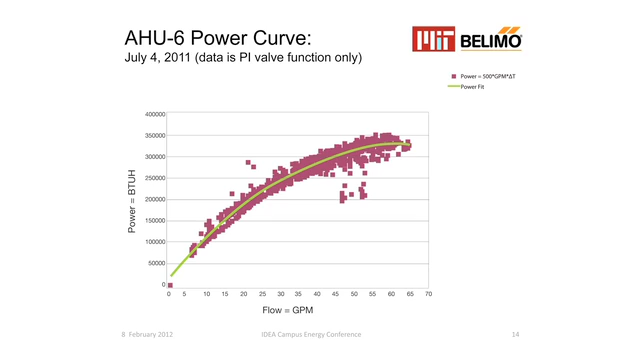 AHU-6 Power Curve:
July 4, 2011 (data is PI valve function only)
MIT BELIMO®
Power = 500*GPM*ΔT
Power Fit
400000
350000
300000
250000
200000
150000
100000
50000
0
Power = BTUH
0 5 10 15 20 25 30 35 40 45 50 55 60 65 70
Flow = GPM
8 February 2012 IDEA Campus Energy Conference 14